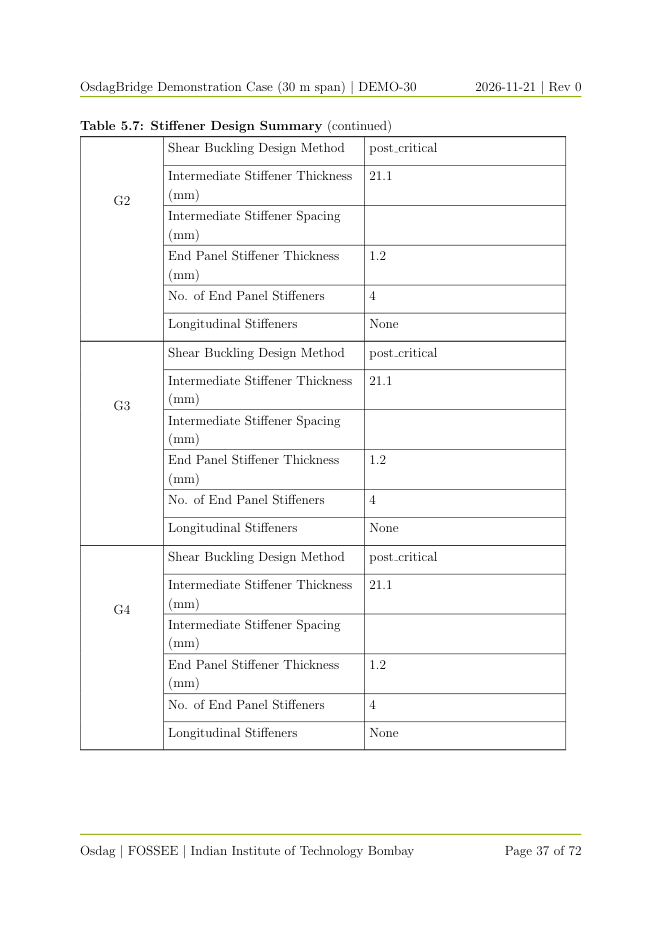 OsdagBridge Demonstration Case (30 m span) | DEMO-30 2026-11-21 | Rev 0
Table 5.7: Stiffener Design Summary (continued)
G2
Shear Buckling Design Method post_critical
Intermediate Stiffener Thickness 21.1
(mm)
Intermediate Stiffener Spacing
(mm)
End Panel Stiffener Thickness 1.2
(mm)
No. of End Panel Stiffeners 4
Longitudinal Stiffeners None
G3
Shear Buckling Design Method post_critical
Intermediate Stiffener Thickness 21.1
(mm)
Intermediate Stiffener Spacing
(mm)
End Panel Stiffener Thickness 1.2
(mm)
No. of End Panel Stiffeners 4
Longitudinal Stiffeners None
G4
Shear Buckling Design Method post_critical
Intermediate Stiffener Thickness 21.1
(mm)
Intermediate Stiffener Spacing
(mm)
End Panel Stiffener Thickness 1.2
(mm)
No. of End Panel Stiffeners 4
Longitudinal Stiffeners None
Osdag | FOSSEE | Indian Institute of Technology Bombay Page 37 of 72